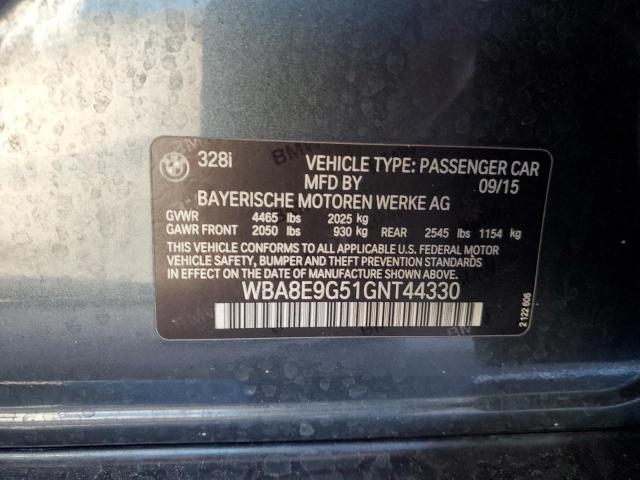 328i VEHICLE TYPE: PASSENGER CAR
MFD BY 09/15
BAYERISCHE MOTOREN WERKE AG
GVWR 4465 lbs 2025 kg
GAWR FRONT 2050 lbs 930 kg REAR 2545 lbs 1154 kg
THIS VEHICLE CONFORMS TO ALL APPLICABLE U.S. FEDERAL MOTOR
VEHICLE SAFETY, BUMPER AND THEFT PREVENTION STANDARDS
IN EFFECT ON THE DATE OF MANUFACTURE SHOWN ABOVE.
WBA8E9G51GNT44330
2 122 606